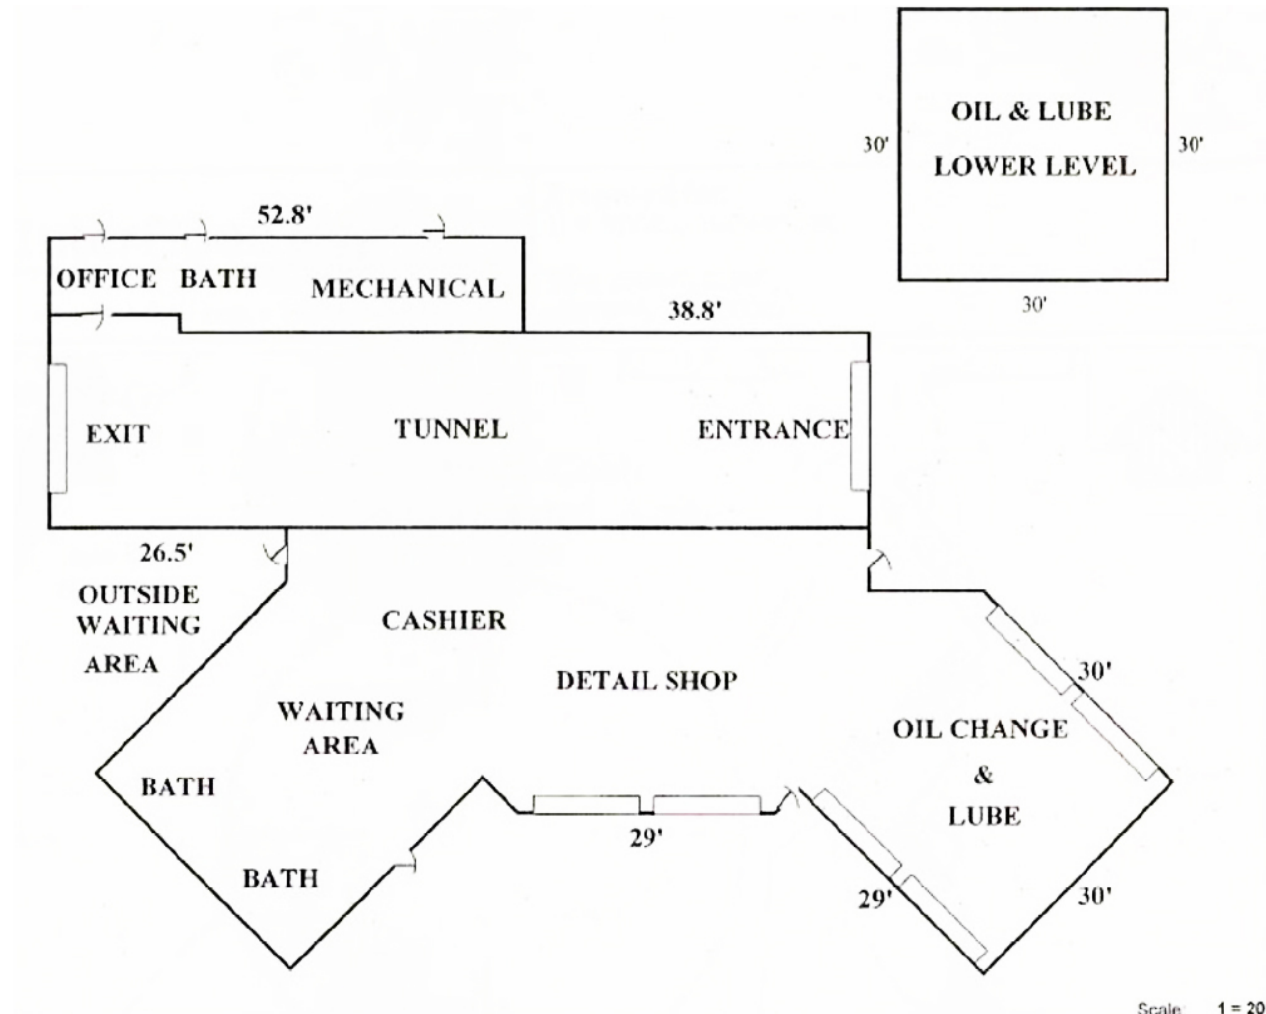 OIL & LUBE
30' 30'
LOWER LEVEL
30'
52.8'
OFFICE BATH MECHANICAL
38.8'
EXIT TUNNEL ENTRANCE
26.5'
OUTSIDE
WAITING
AREA
CASHIER
DETAIL SHOP
30'
WAITING
AREA
OIL CHANGE
&
LUBE
BATH
29'
BATH
29'
30'
Scale: 1 = 20